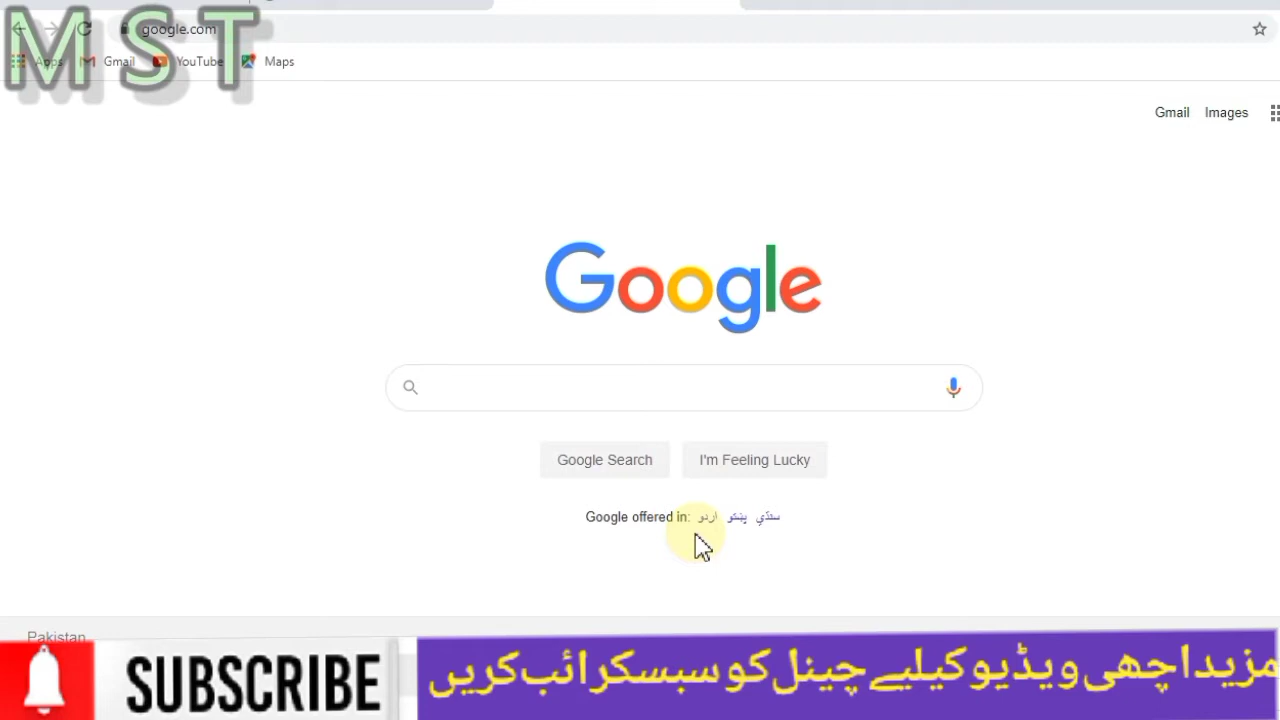 MST
google.com
Apps Gmail YouTube Maps
Gmail Images
Google
Google Search I'm Feeling Lucky
Google offered in: اردو پښتو سنڌي
Pakistan
SUBSCRIBE مزید اچھی ویڈیو کیلیے چینل کو سبسکرائب کریں